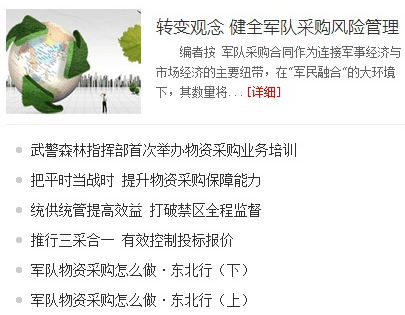 转变观念 健全军队采购风险管理
编者按 军队采购合同作为连接军事经济与
市场经济的主要纽带，在“军民融合”的大环境
下，其数量将...[详细]
武警森林指挥部首次举办物资采购业务培训
把平时当战时 提升物资采购保障能力
统供统管提高效益 打破禁区全程监督
推行三采合一 有效控制投标报价
军队物资采购怎么做·东北行（下）
军队物资采购怎么做·东北行（上）